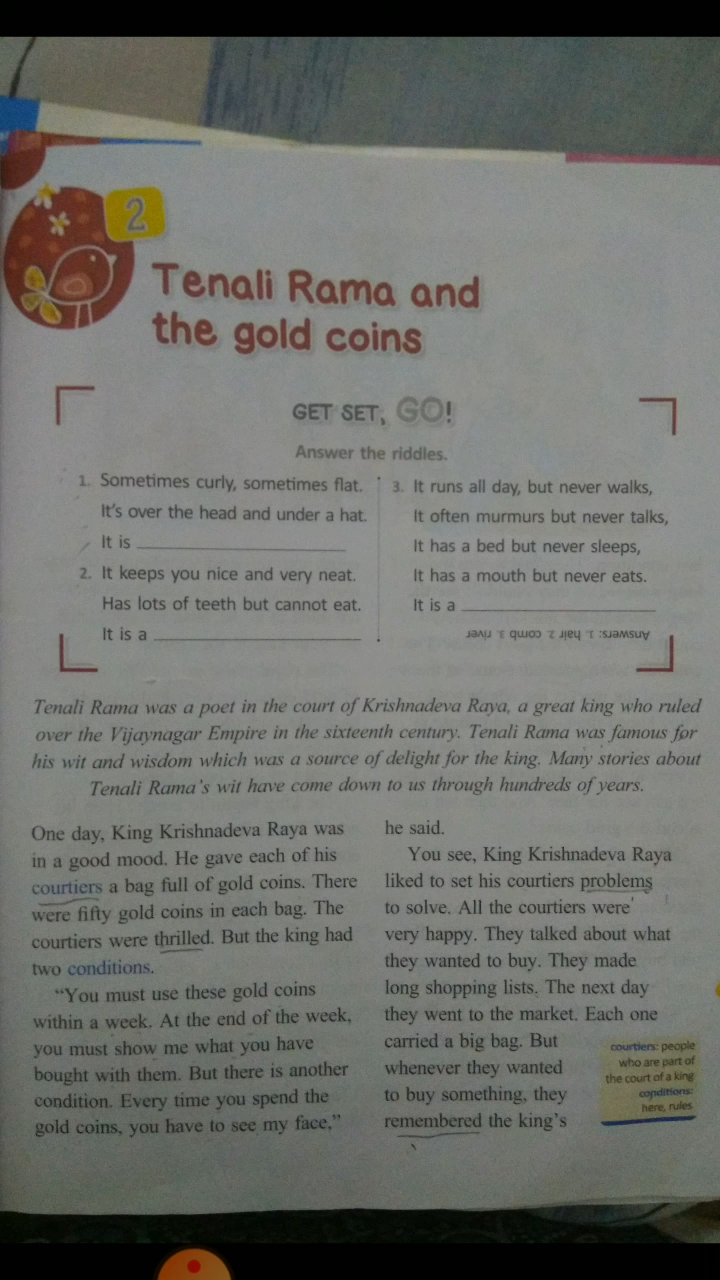 2
Tenali Rama and
the gold coins
GET SET, GO!
Answer the riddles.
1. Sometimes curly, sometimes flat.
It's over the head and under a hat.
It is
2. It keeps you nice and very neat.
Has lots of teeth but cannot eat.
It is a
3. It runs all day, but never walks,
It often murmurs but never talks,
It has a bed but never sleeps,
It has a mouth but never eats.
It is a
Answers: 1. hair 2. comb 3. river
Tenali Rama was a poet in the court of Krishnadeva Raya, a great king who ruled
over the Vijaynagar Empire in the sixteenth century. Tenali Rama was famous for
his wit and wisdom which was a source of delight for the king. Many stories about
Tenali Rama's wit have come down to us through hundreds of years.
One day, King Krishnadeva Raya was
in a good mood. He gave each of his
courtiers a bag full of gold coins. There
were fifty gold coins in each bag. The
courtiers were thrilled. But the king had
two conditions.
"You must use these gold coins
within a week. At the end of the week,
you must show me what you have
bought with them. But there is another
condition. Every time you spend the
gold coins, you have to see my face,"
he said.
You see, King Krishnadeva Raya
liked to set his courtiers problems
to solve. All the courtiers were
very happy. They talked about what
they wanted to buy. They made
long shopping lists. The next day
they went to the market. Each one
carried a big bag. But
whenever they wanted
to buy something, they
remembered the king's
courtiers: people
who are part of
the court of a king
conditions:
here, rules